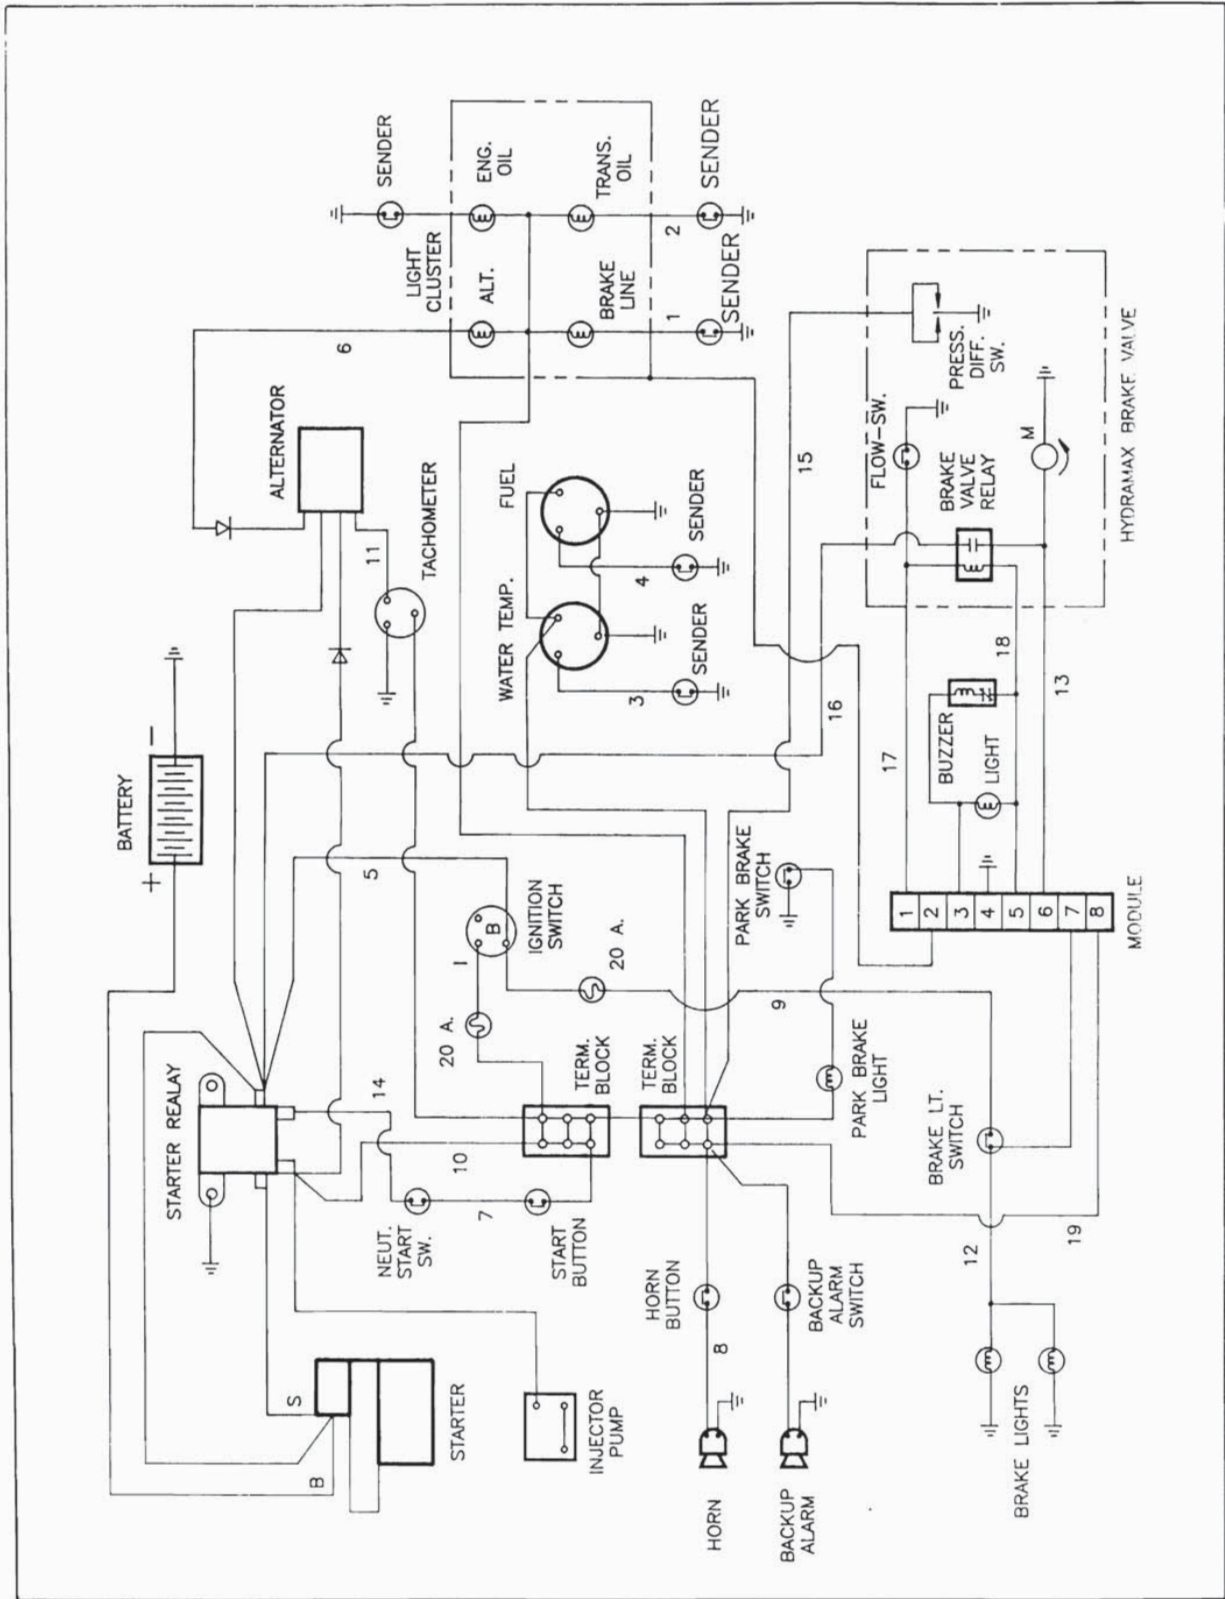 BATTERY
+
−
ALTERNATOR
6
SENDER
LIGHT
CLUSTER
ALT.
ENG.
OIL
BRAKE
LINE
TRANS.
OIL
1
2
SENDER
SENDER
STARTER REALAY
11
TACHOMETER
5
14
10
WATER TEMP.
FUEL
3
4
SENDER
SENDER
I
B
IGNITION
SWITCH
20 A.
20 A.
NEUT.
START
SW.
7
START
BUTTON
TERM.
BLOCK
TERM.
BLOCK
S
B
STARTER
INJECTOR
PUMP
HORN
BUTTON
8
HORN
BACKUP
ALARM
SWITCH
BACKUP
ALARM
PARK BRAKE
SWITCH
9
PARK BRAKE
LIGHT
BRAKE LT.
SWITCH
12
19
BRAKE LIGHTS
15
16
17
BUZZER
LIGHT
18
13
FLOW-SW.
PRESS.
DIFF.
SW.
BRAKE
VALVE
RELAY
M
HYDRAMAX BRAKE VALVE
1
2
3
4
5
6
7
8
MODULE